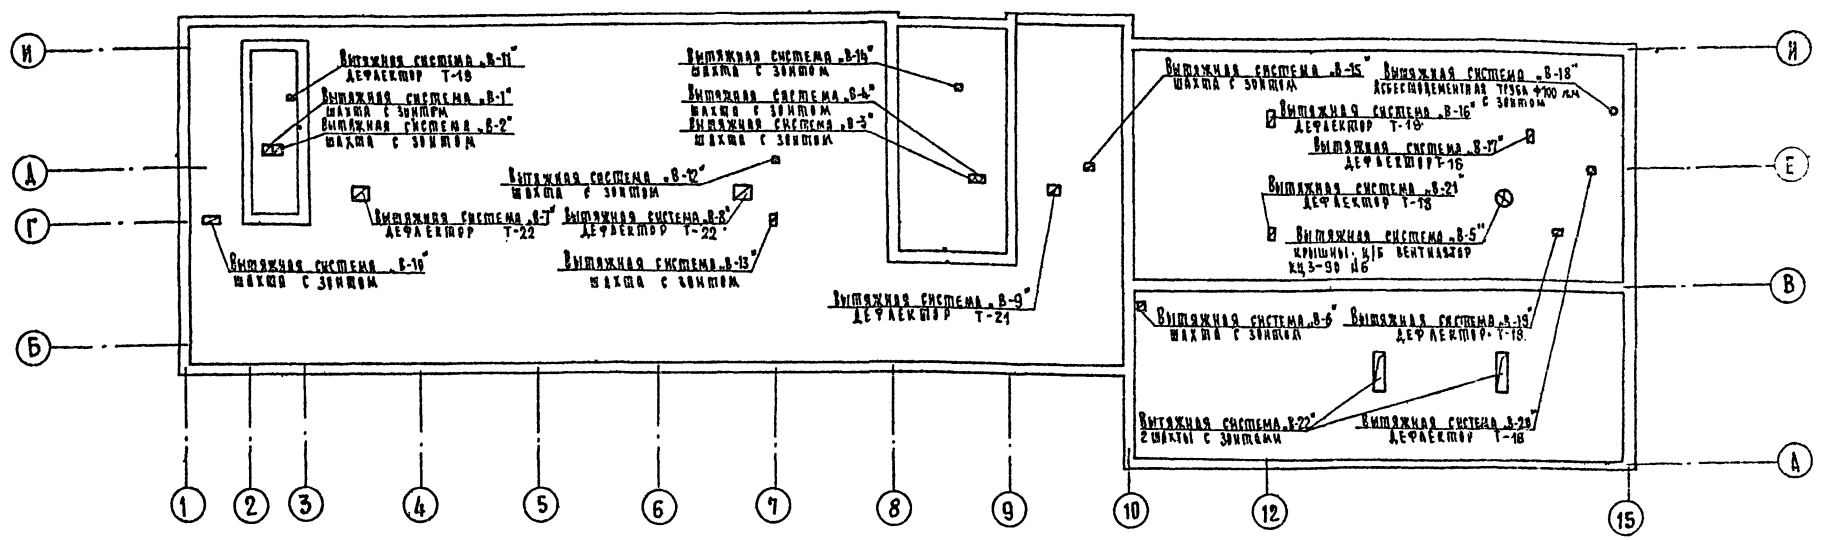 И
Вытяжная система „В-11"
дефлектор Т-18
Вытяжная система „В-1"
шахта с зонтом
Вытяжная система „В-2"
шахта с зонтом
Вытяжная система „В-14"
шахта с зонтом
Вытяжная система „В-4"
шахта с зонтом
Вытяжная система „В-3"
шахта с зонтом
Вытяжная система „В-15"
шахта с зонтом
Вытяжная система „В-18"
асбестоцементная труба ф100 мм
с зонтом
И
Вытяжная система „В-16"
дефлектор Т-18
Вытяжная система „В-17"
дефлектор Т-16
Д
Вытяжная система „В-12"
шахта с зонтом
Вытяжная система „В-21"
дефлектор Т-18
Е
Г
Вытяжная система „В-7"
дефлектор Т-22
Вытяжная система „В-8"
дефлектор Т-22
Вытяжная система „В-5"
крышны. ц/б вентилятор
КЦ3-90 №6
Вытяжная система „В-10"
шахта с зонтом
Вытяжная система „В-13"
шахта с зонтом
Вытяжная система „В-9"
дефлектор Т-21
В
Вытяжная система „В-6"
шахта с зонтом
Вытяжная система „В-19"
дефлектор Т-18
Б
Вытяжная система „В-22"
2 шахты с зонтами
Вытяжная система „В-20"
дефлектор Т-18
А
1 2 3 4 5 6 7 8 9 10 12 15